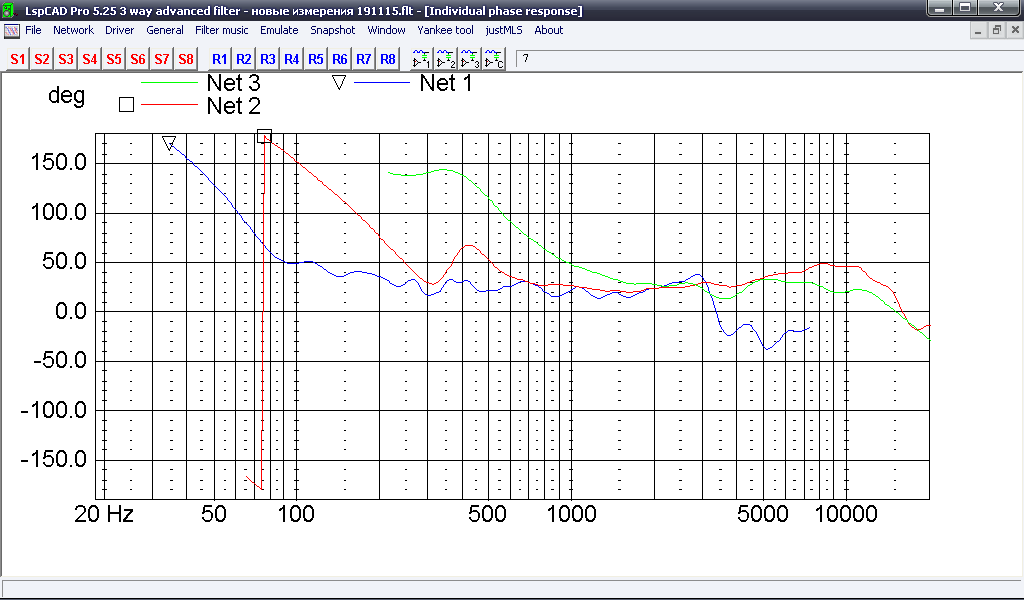 LspCAD Pro 5.25 3 way advanced filter - новые измерения 191115.flt - [Individual phase response]
File Network Driver General Filter music Emulate Snapshot Window Yankee tool justMLS About
S1 S2 S3 S4 S5 S6 S7 S8 R1 R2 R3 R4 R5 R6 R7 R8 1 2 3 C 7
deg
Net 3 Net 1
Net 2
150.0
100.0
50.0
0.0
-50.0
-100.0
-150.0
20 Hz 50 100 500 1000 5000 10000